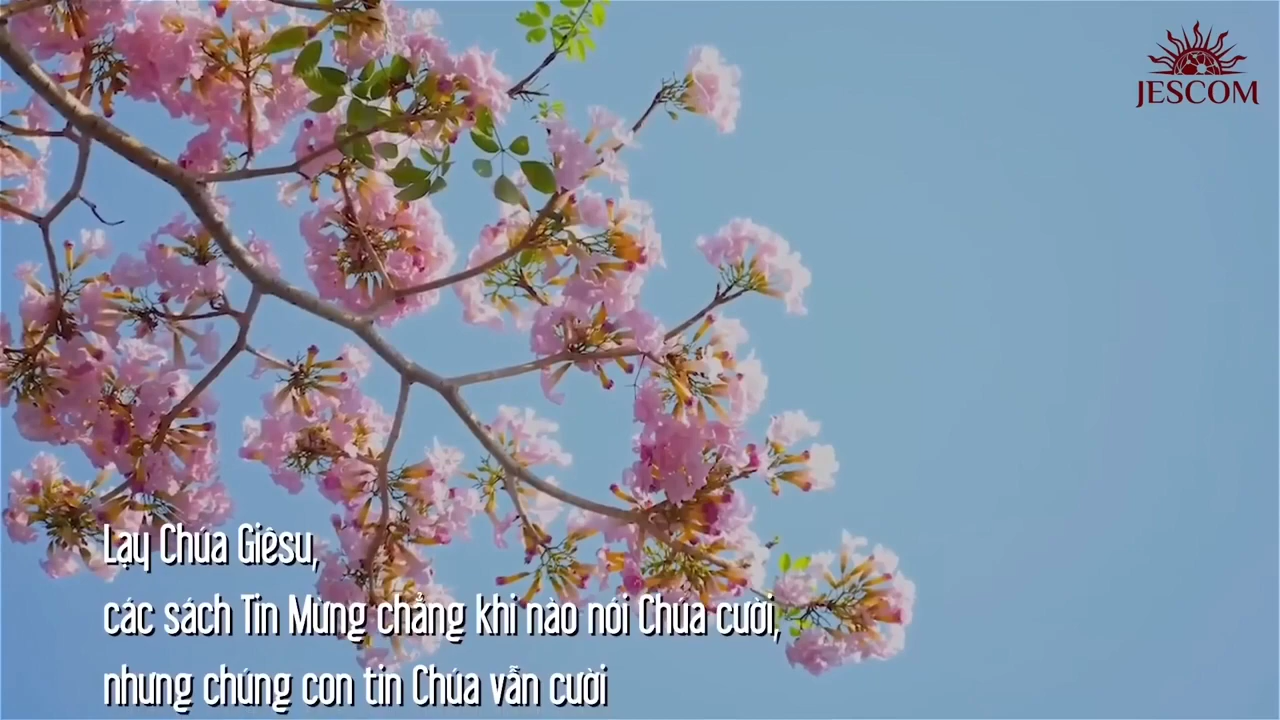 JESCOM
Lạy Chúa Giêsu,
các sách Tin Mừng chẳng khi nào nói Chúa cười,
nhưng chúng con tin Chúa vẫn cười